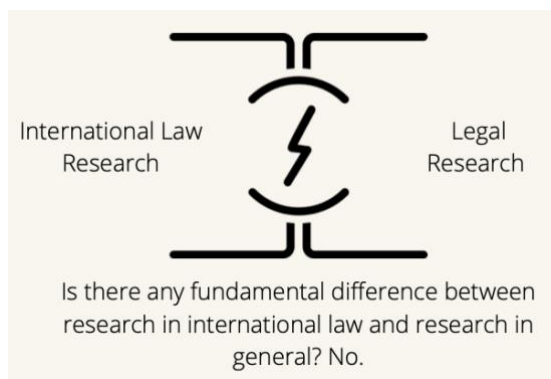 International Law
Research
Legal
Research
Is there any fundamental difference between
research in international law and research in
general? No.